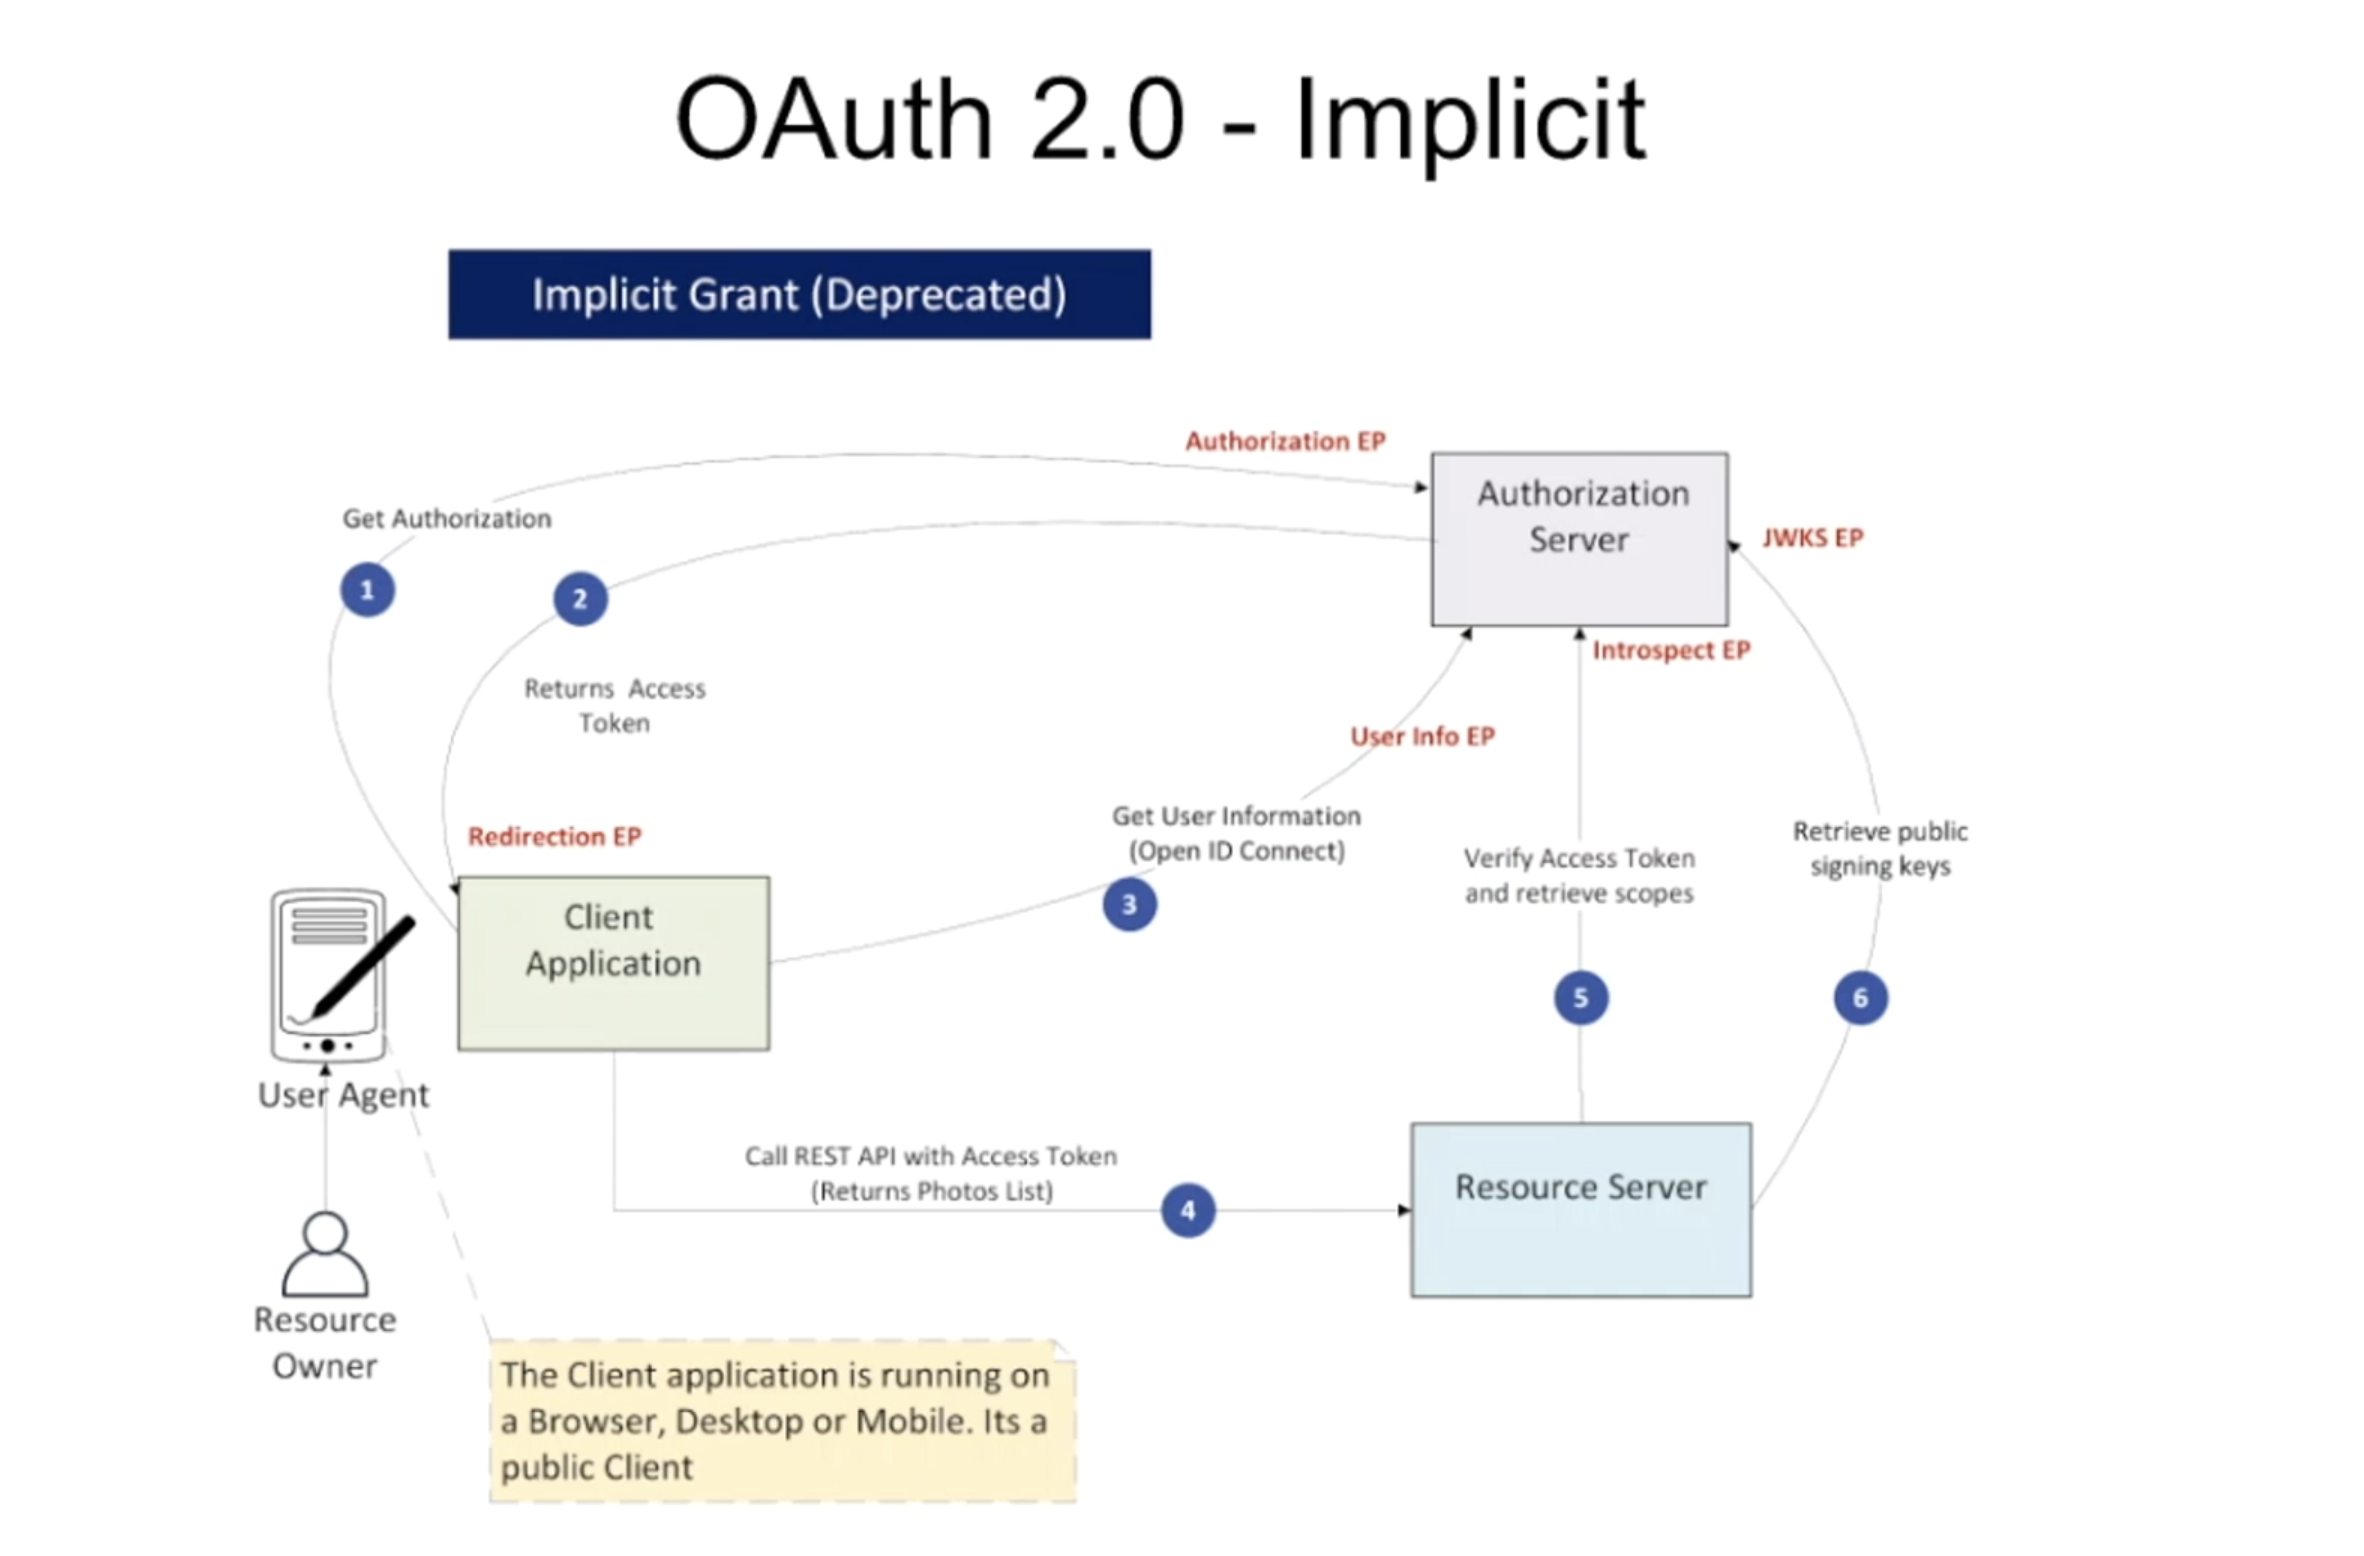 OAuth 2.0 - Implicit
Implicit Grant (Deprecated)
Authorization EP
Authorization
Server
Get Authorization
JWKS EP
1
2
Introspect EP
Returns Access
Token
User Info EP
Redirection EP
Get User Information
(Open ID Connect)
Retrieve public
signing keys
Verify Access Token
and retrieve scopes
3
Client
Application
5
6
User Agent
Call REST API with Access Token
(Returns Photos List)
4
Resource Server
Resource
Owner
The Client application is running on
a Browser, Desktop or Mobile. Its a
public Client